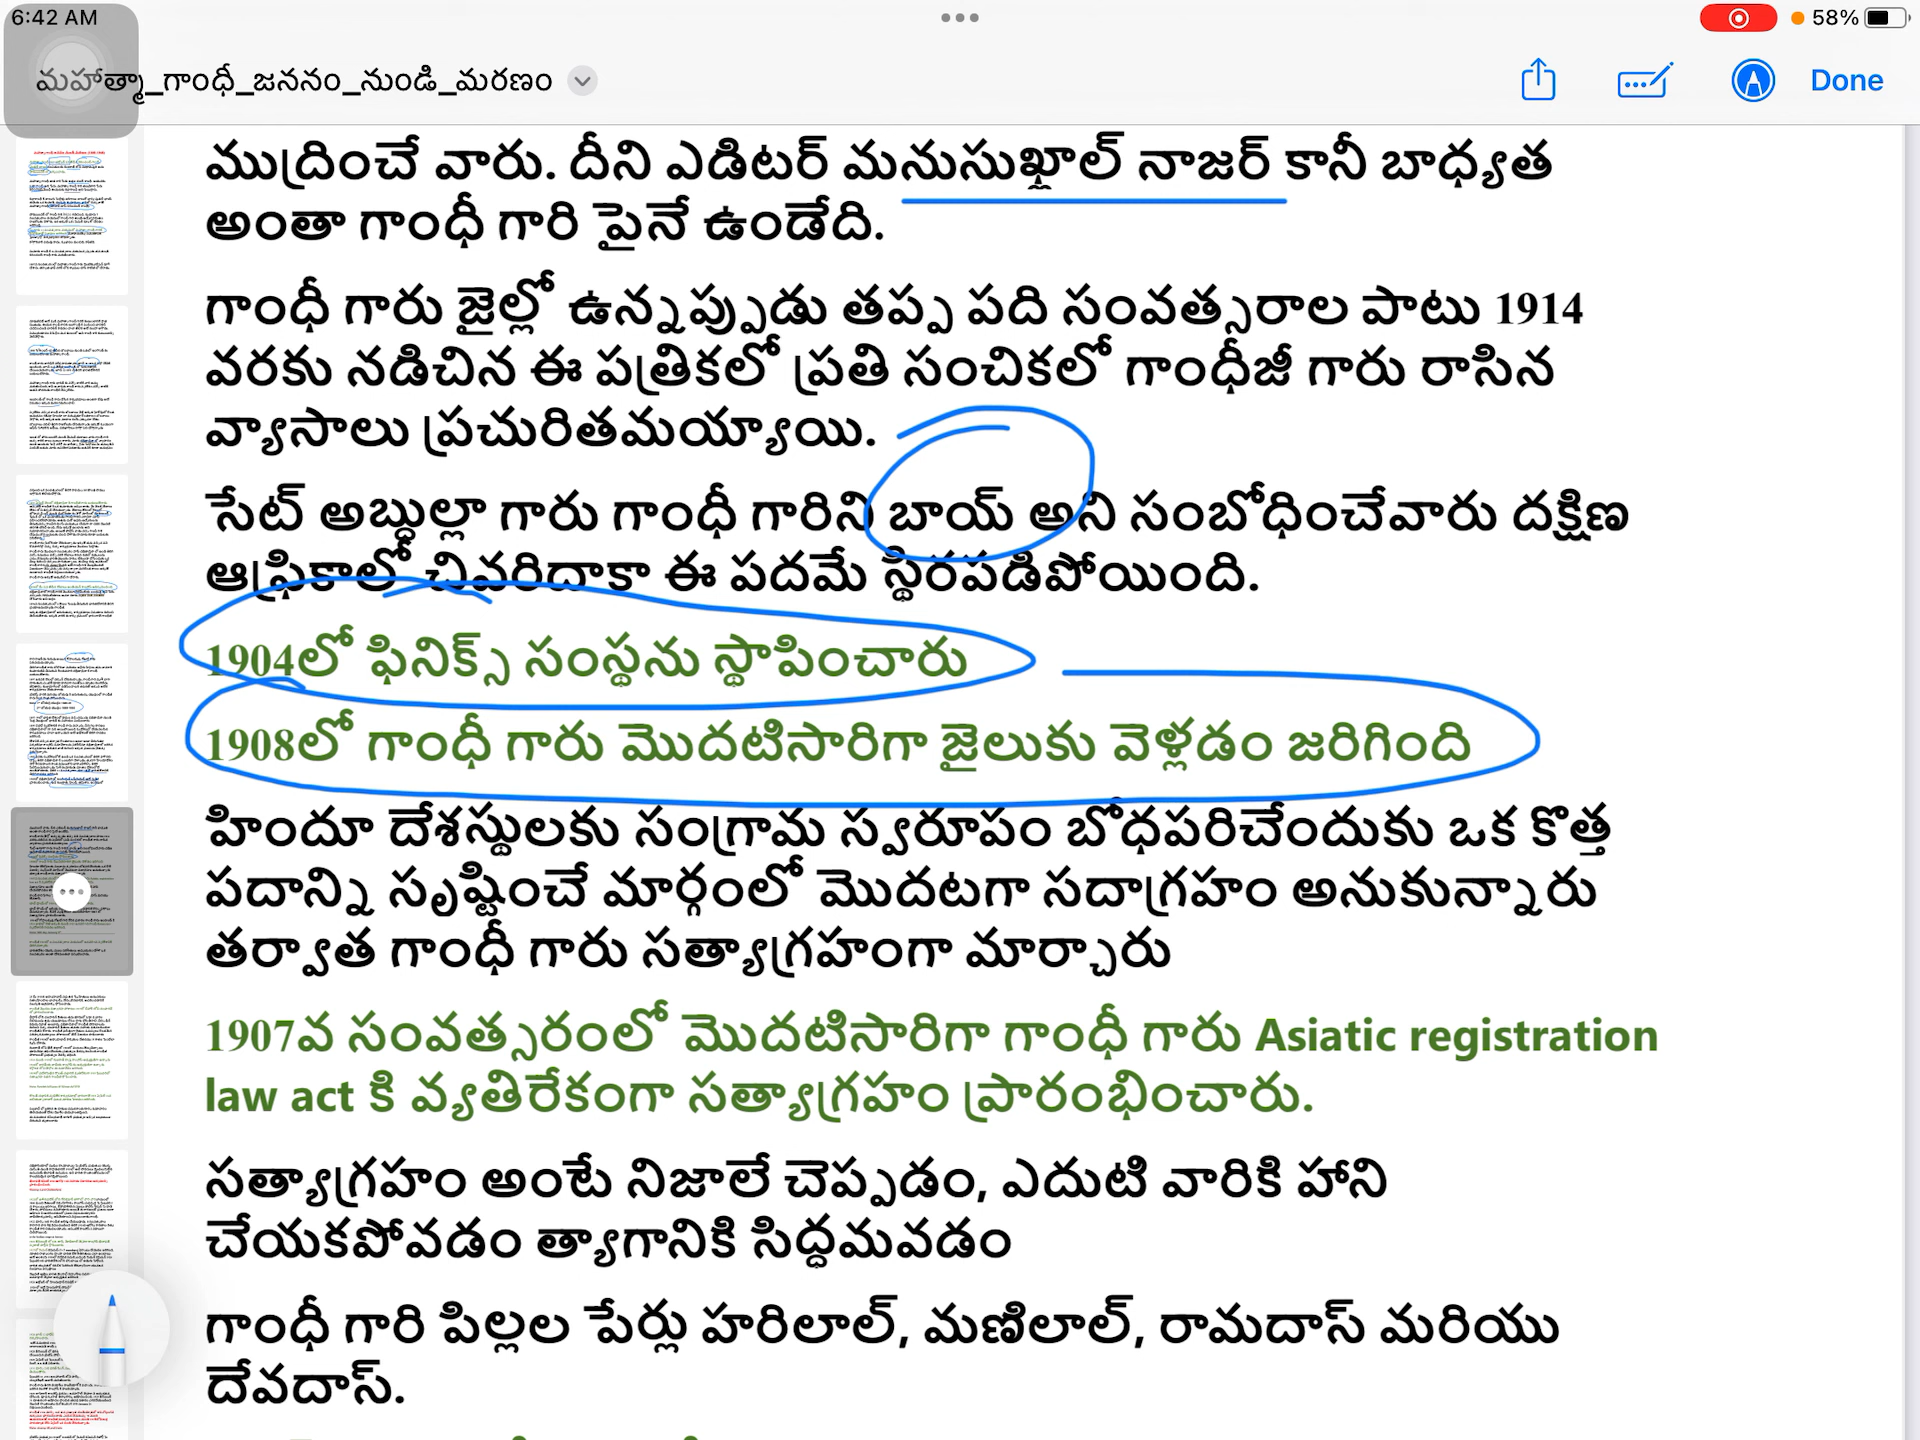 6:42 AM
58%
మహాత్మా_గాంధీ_జననం_నుండి_మరణం
Done
ముద్రించే వారు. దీని ఎడిటర్ మనుసుఖ్లాల్ నాజర్ కానీ బాధ్యత
అంతా గాంధీ గారి పైనే ఉండేది.
గాంధీ గారు జైల్లో ఉన్నప్పుడు తప్ప పది సంవత్సరాల పాటు 1914
వరకు నడిచిన ఈ పత్రికలో ప్రతి సంచికలో గాంధీజీ గారు రాసిన
వ్యాసాలు ప్రచురితమయ్యాయి.
సేట్ అబ్దుల్లా గారు గాంధీ గారిని బాయ్ అని సంబోధించేవారు దక్షిణ
ఆఫ్రికాలో చివరిదాకా ఈ పదమే స్థిరపడిపోయింది.
1904లో ఫినిక్స్ సంస్థను స్థాపించారు
1908లో గాంధీ గారు మొదటిసారిగా జైలుకు వెళ్లడం జరిగింది
హిందూ దేశస్థులకు సంగ్రామ స్వరూపం బోధపరిచేందుకు ఒక కొత్త
పదాన్ని సృష్టించే మార్గంలో మొదటగా సదాగ్రహం అనుకున్నారు
తర్వాత గాంధీ గారు సత్యాగ్రహంగా మార్చారు
1907వ సంవత్సరంలో మొదటిసారిగా గాంధీ గారు Asiatic registration
law act కి వ్యతిరేకంగా సత్యాగ్రహం ప్రారంభించారు.
సత్యాగ్రహం అంటే నిజాలే చెప్పడం, ఎదుటి వారికి హాని
చేయకపోవడం త్యాగానికి సిద్ధమవడం
గాంధీ గారి పిల్లల పేర్లు హరిలాల్, మణిలాల్, రామదాస్ మరియు
దేవదాస్.